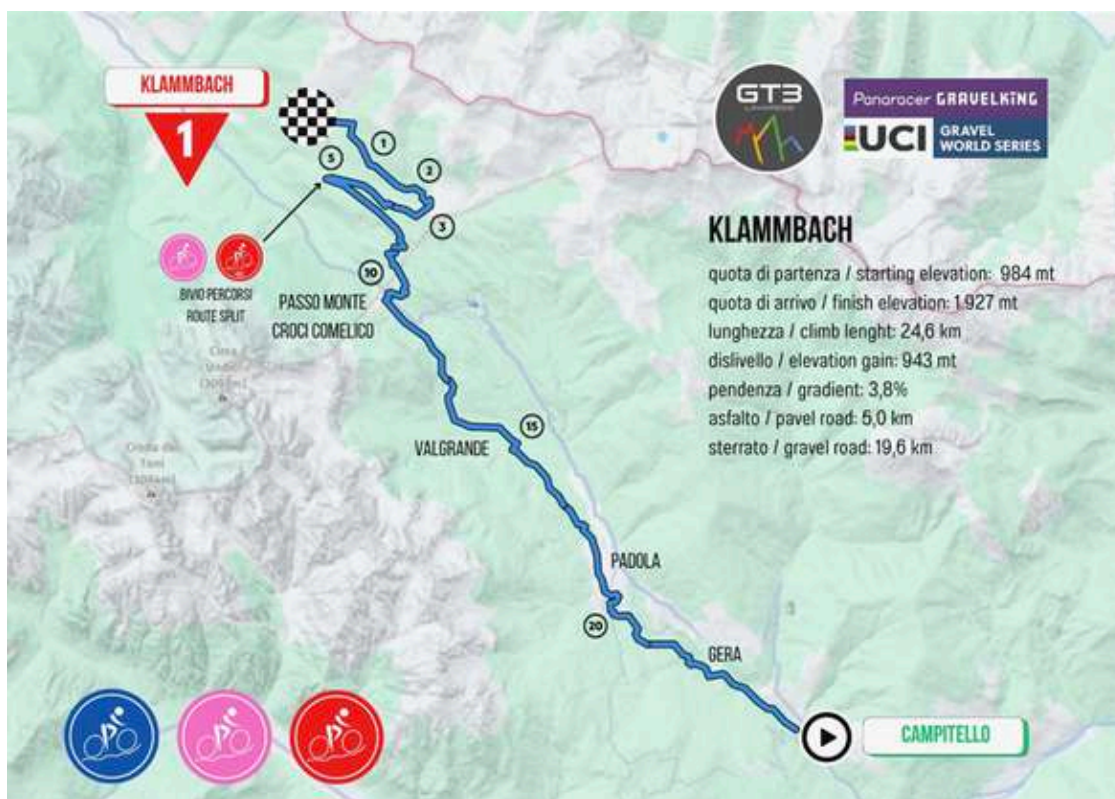 KLAMMBACH
1
GT3
Panaracer GRAVELKING
UCI GRAVEL
WORLD SERIES
1
2
5
3
KLAMMBACH
quota di partenza / starting elevation: 984 mt
quota di arrivo / finish elevation: 1.927 mt
lunghezza / climb lenght: 24,6 km
dislivello / elevation gain: 943 mt
pendenza / gradient: 3,8%
asfalto / pavel road: 5,0 km
sterrato / gravel road: 19,6 km
10
BIVIO PERCORSI
ROUTE SPLIT
PASSO MONTE
CROCI COMELICO
15
VALGRANDE
PADOLA
20
GERA
CAMPITELLO